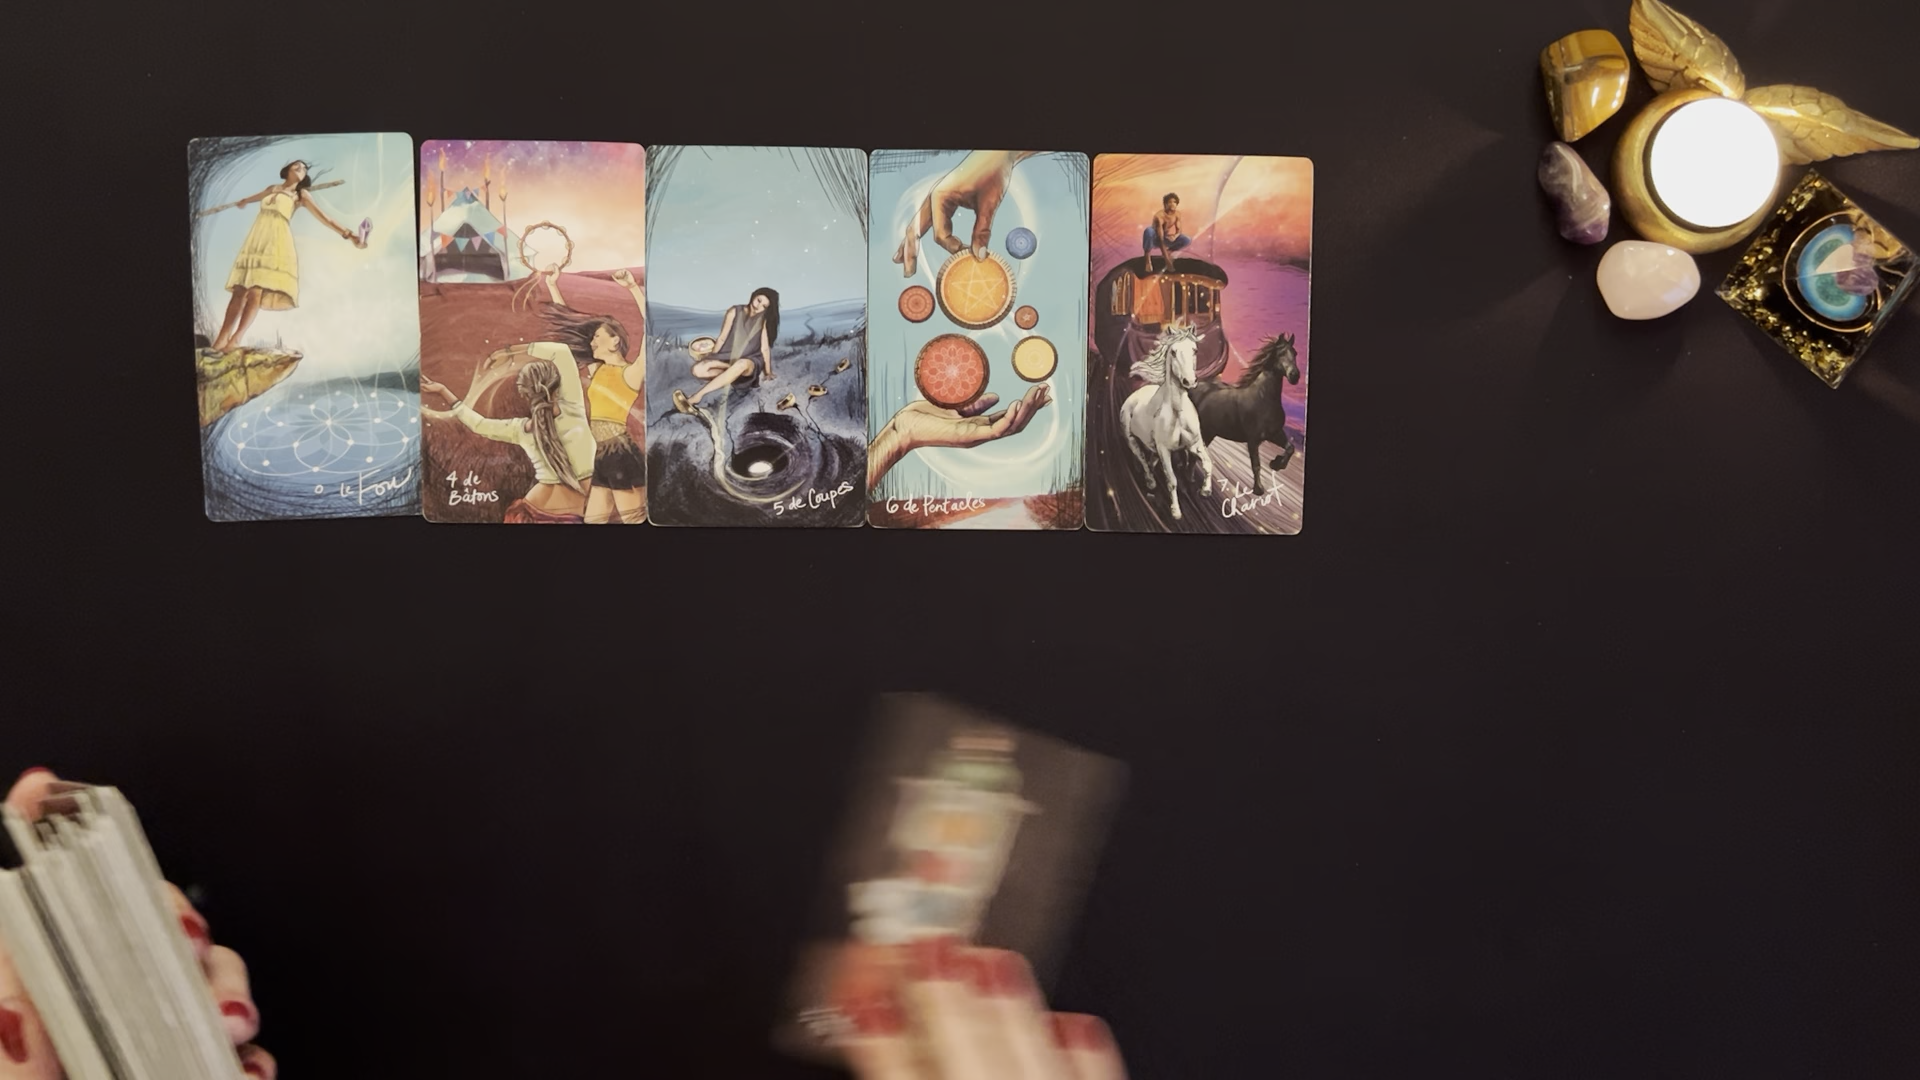 0 Le Fou
4 de
Bâtons
5 de Coupes
6 de Pentacles
7. Le
Chariot